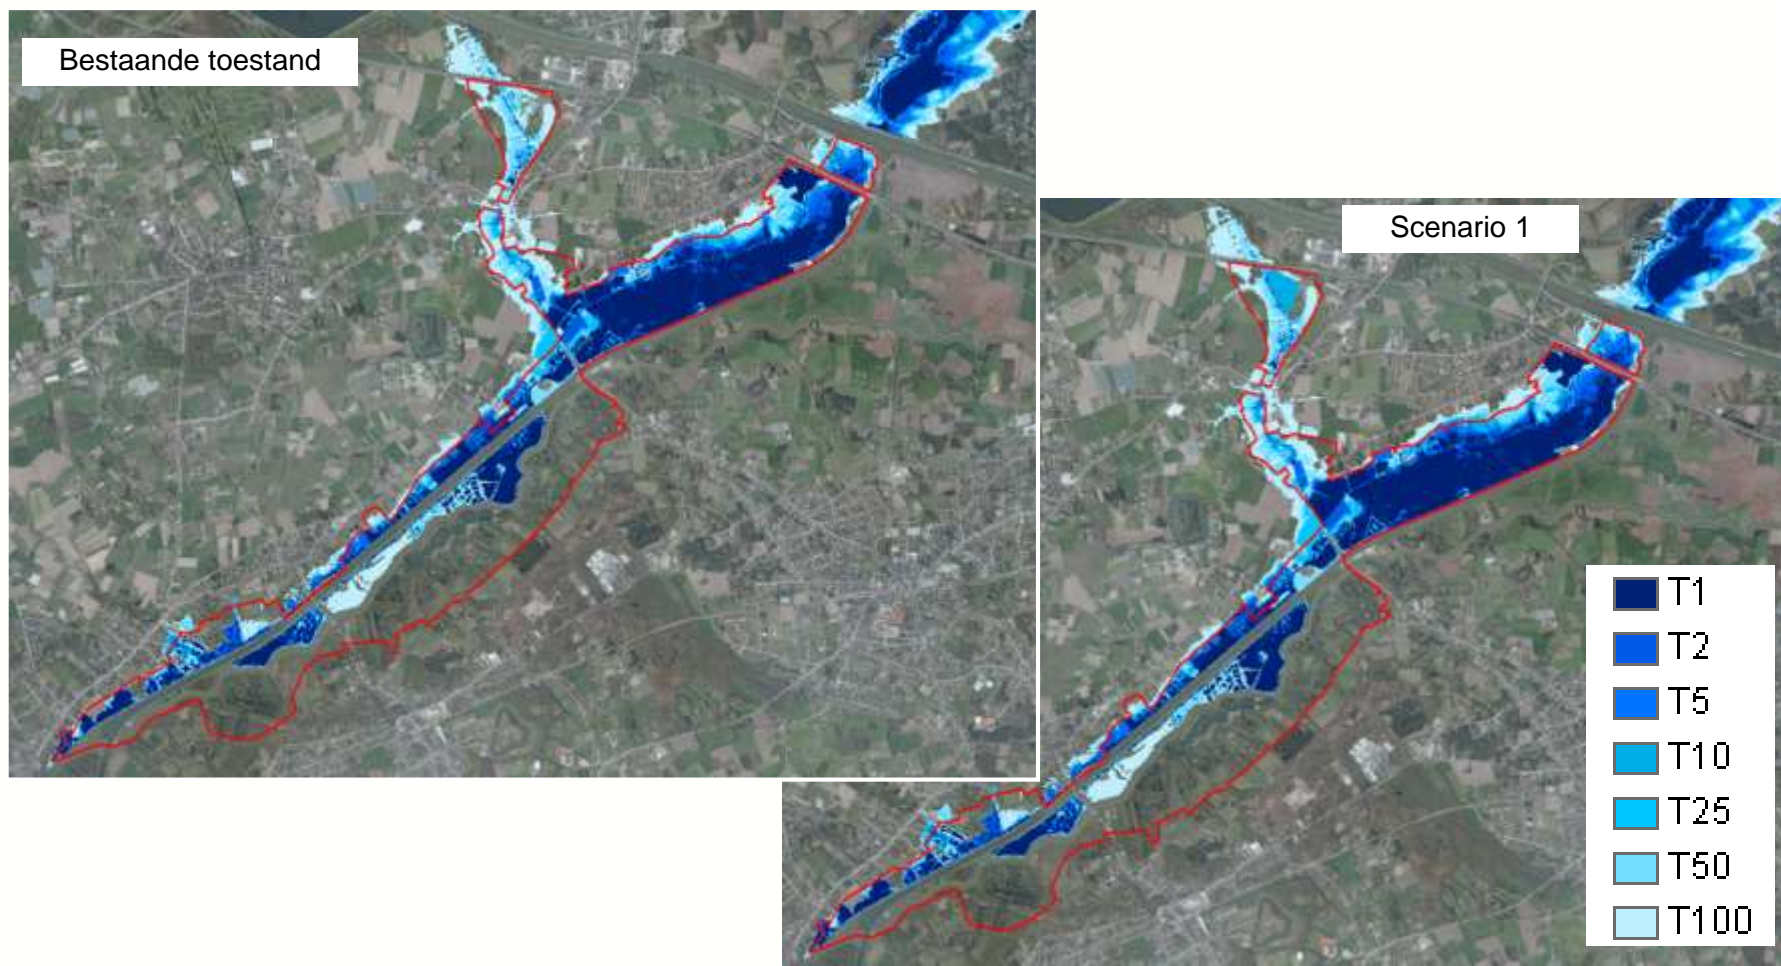 Bestaande toestand
Scenario 1
T1
T2
T5
T10
T25
T50
T100